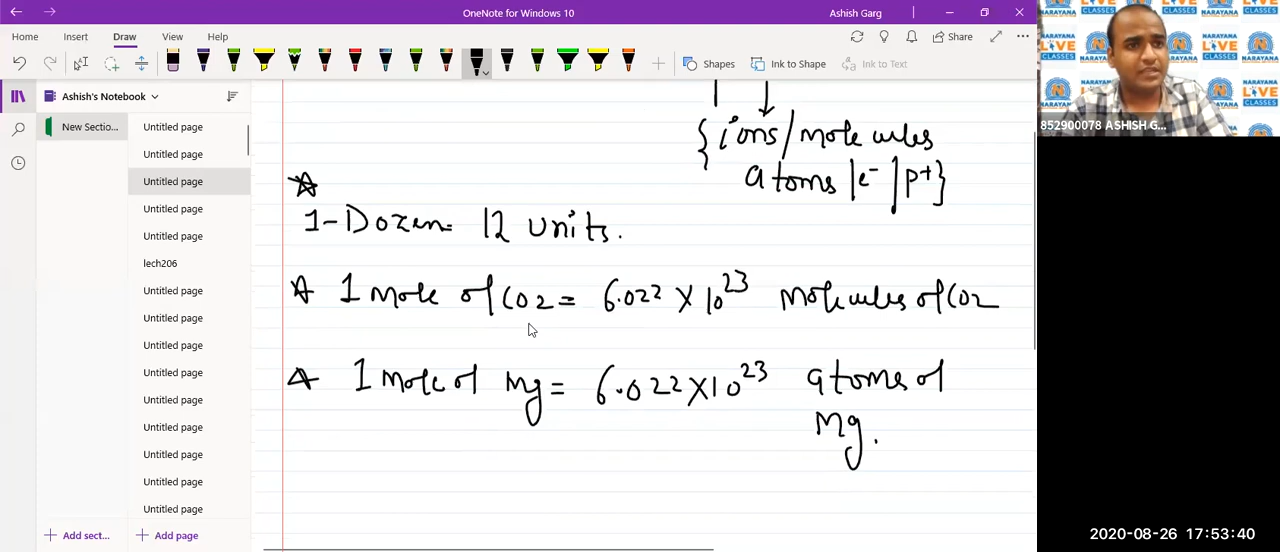 OneNote for Windows 10
Ashish Garg
Home Insert Draw View Help
Share
Shapes Ink to Shape Ink to Text
Ashish's Notebook
New Sectio...
Untitled page
Untitled page
Untitled page
Untitled page
Untitled page
lech206
Untitled page
Untitled page
Untitled page
Untitled page
Untitled page
Untitled page
Untitled page
Untitled page
Untitled page
Add sect...
Add page
{ions/molecules
atoms|e-|p+}
1-Dozen= 12 units.
1 mole of CO2 = 6.022 X 10^23 molecules of CO2
1 mole of Mg = 6.022X10^23 atoms of
Mg.
NARAYANA
LIVE
CLASSES
852900078 ASHISH G...
2020-08-26 17:53:40